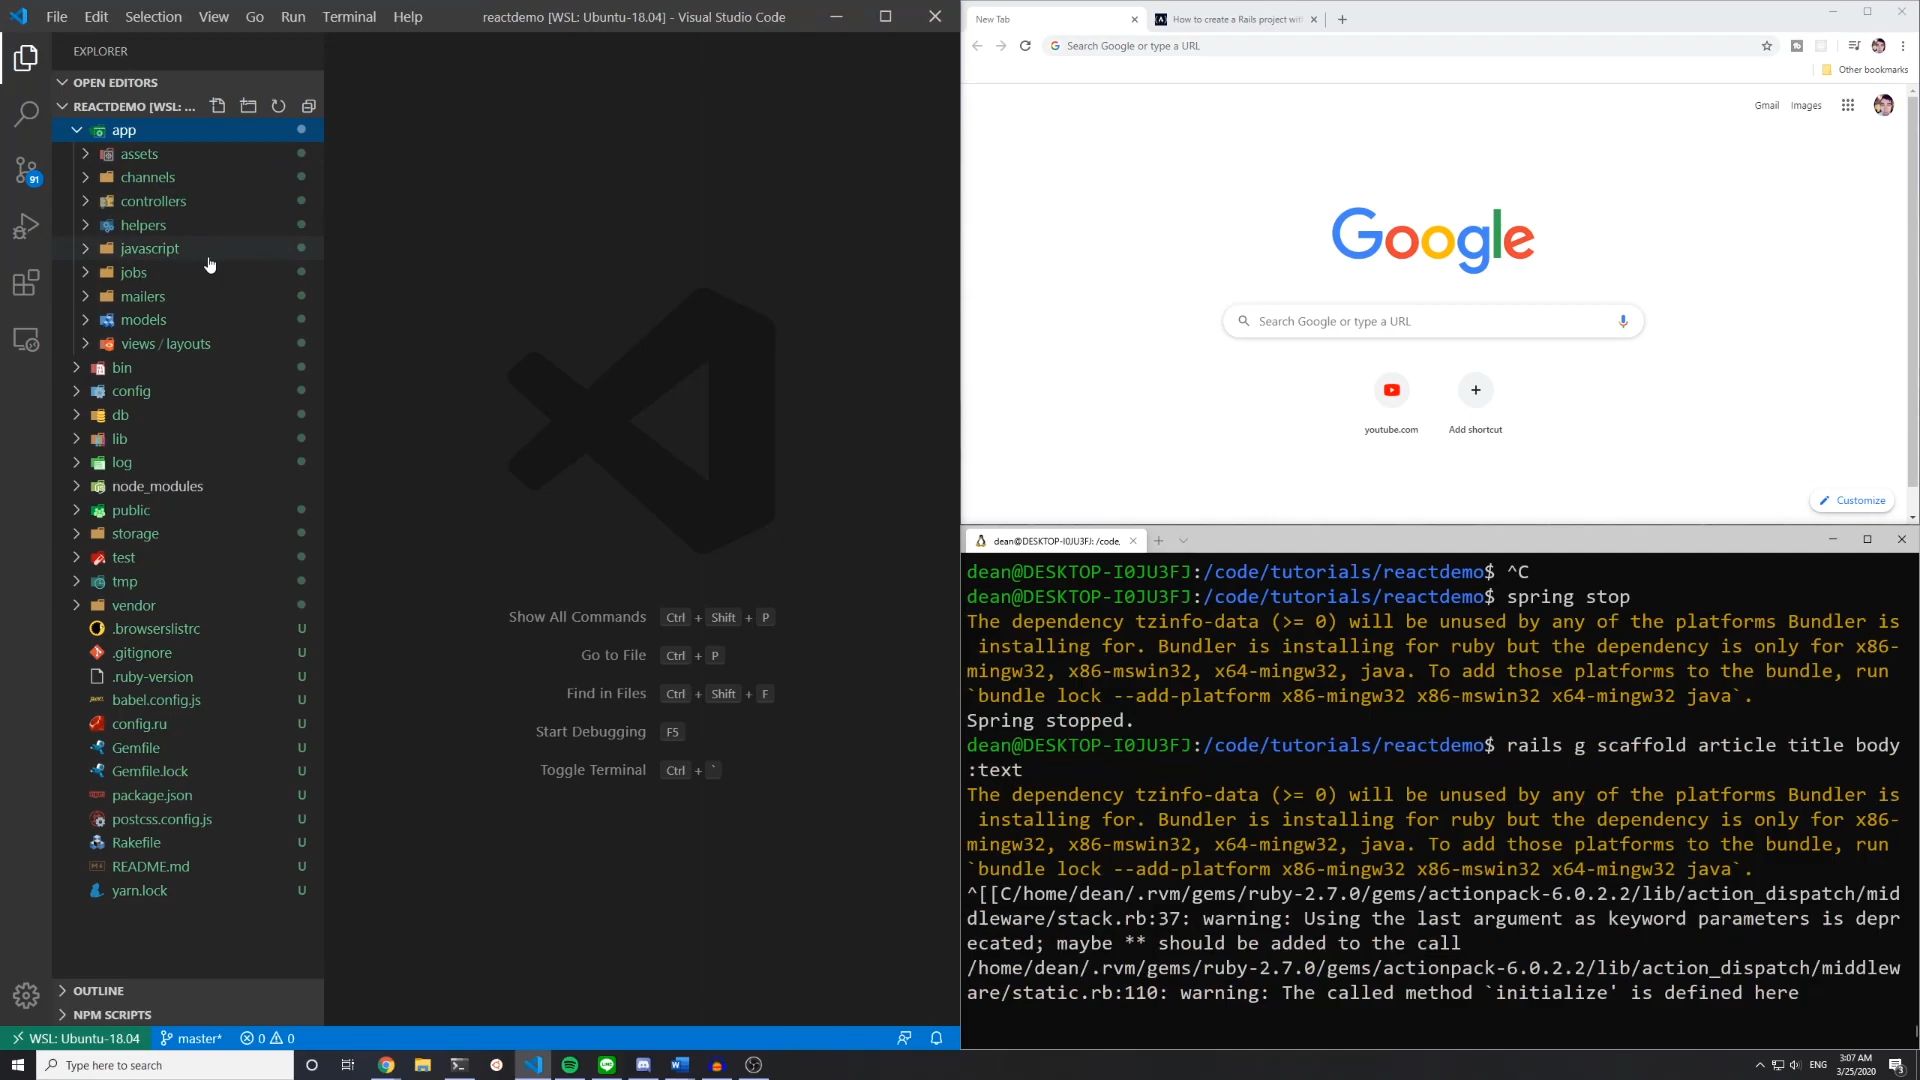 File Edit Selection View Go Run Terminal Help
reactdemo [WSL: Ubuntu-18.04] - Visual Studio Code
EXPLORER
OPEN EDITORS
REACTDEMO [WSL: ...
app
assets
channels
controllers
helpers
javascript
jobs
mailers
models
views / layouts
bin
config
db
lib
log
node_modules
public
storage
test
tmp
vendor
.browserslistrc U
.gitignore U
.ruby-version U
babel.config.js U
config.ru U
Gemfile U
Gemfile.lock U
package.json U
postcss.config.js U
Rakefile U
README.md U
yarn.lock U
OUTLINE
NPM SCRIPTS
91
Show All Commands Ctrl + Shift + P
Go to File Ctrl + P
Find in Files Ctrl + Shift + F
Start Debugging F5
Toggle Terminal Ctrl + `
WSL: Ubuntu-18.04 master* 0 0
New Tab
How to create a Rails project with
Search Google or type a URL
Other bookmarks
Gmail Images
Google
Search Google or type a URL
youtube.com
Add shortcut
Customize
dean@DESKTOP-I0JU3FJ: /code,
dean@DESKTOP-I0JU3FJ:/code/tutorials/reactdemo$ ^C
dean@DESKTOP-I0JU3FJ:/code/tutorials/reactdemo$ spring stop
The dependency tzinfo-data (>= 0) will be unused by any of the platforms Bundler is
installing for. Bundler is installing for ruby but the dependency is only for x86-
mingw32, x86-mswin32, x64-mingw32, java. To add those platforms to the bundle, run
`bundle lock --add-platform x86-mingw32 x86-mswin32 x64-mingw32 java`.
Spring stopped.
dean@DESKTOP-I0JU3FJ:/code/tutorials/reactdemo$ rails g scaffold article title body
:text
The dependency tzinfo-data (>= 0) will be unused by any of the platforms Bundler is
installing for. Bundler is installing for ruby but the dependency is only for x86-
mingw32, x86-mswin32, x64-mingw32, java. To add those platforms to the bundle, run
`bundle lock --add-platform x86-mingw32 x86-mswin32 x64-mingw32 java`.
^[[C/home/dean/.rvm/gems/ruby-2.7.0/gems/actionpack-6.0.2.2/lib/action_dispatch/mid
dleware/stack.rb:37: warning: Using the last argument as keyword parameters is depr
ecated; maybe ** should be added to the call
/home/dean/.rvm/gems/ruby-2.7.0/gems/actionpack-6.0.2.2/lib/action_dispatch/middlew
are/static.rb:110: warning: The called method `initialize' is defined here
Type here to search
ENG
3:07 AM
3/25/2020
3